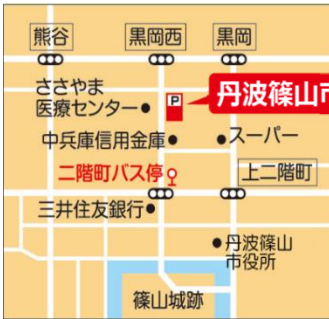 熊谷
黒岡西
黒岡
ささやま
医療センター
P
丹波篠山市
中兵庫信用金庫
スーパー
二階町バス停
上二階町
三井住友銀行
丹波篠山
市役所
篠山城跡